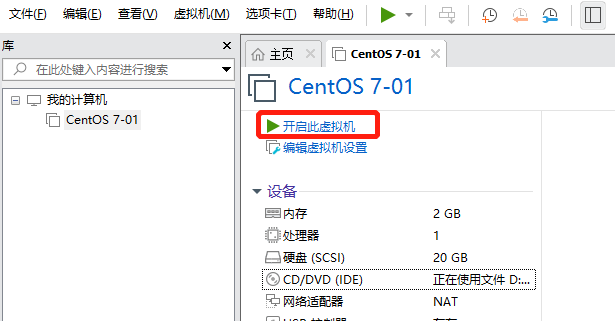 文件(F) 编辑(E) 查看(V) 虚拟机(M) 选项卡(T) 帮助(H)
库
在此处键入内容进行搜索
我的计算机
CentOS 7-01
主页 CentOS 7-01
CentOS 7-01
开启此虚拟机
编辑虚拟机设置
设备
内存 2 GB
处理器 1
硬盘 (SCSI) 20 GB
CD/DVD (IDE) 正在使用文件 D:...
网络适配器 NAT